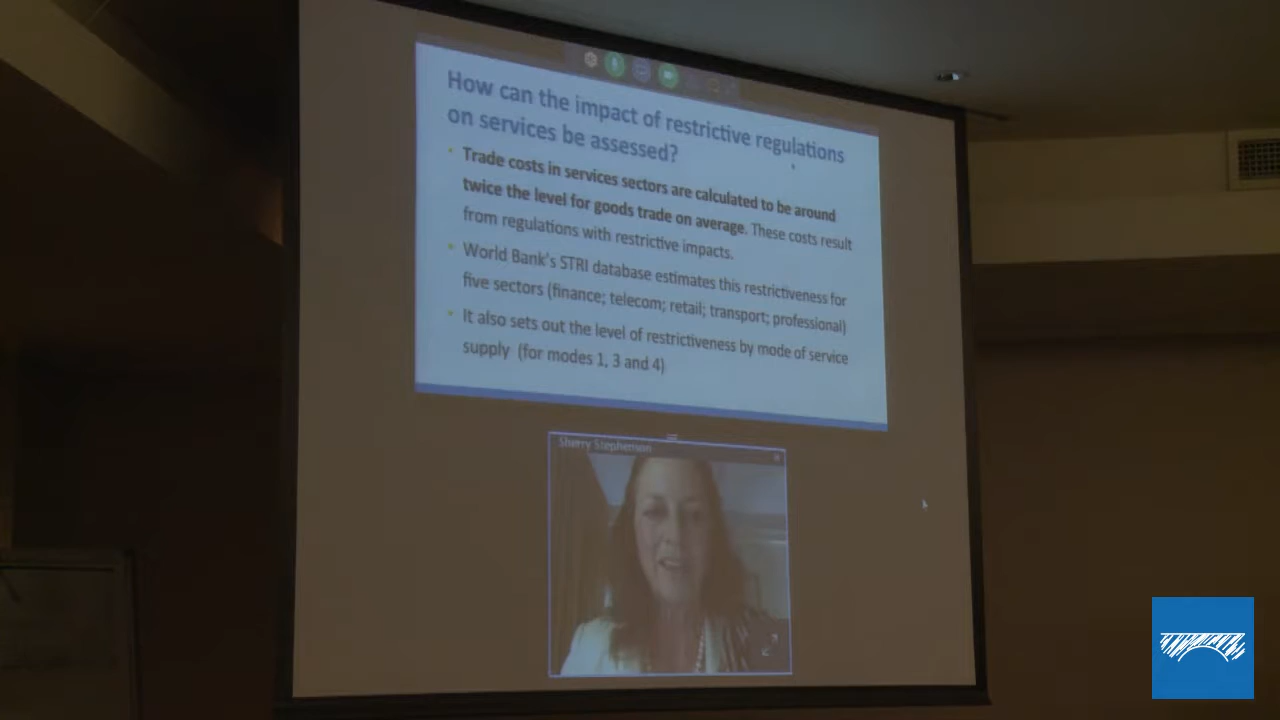 How can the impact of restrictive regulations
on services be assessed?
• Trade costs in services sectors are calculated to be around
twice the level for goods trade on average. These costs result
from regulations with restrictive impacts.
• World Bank's STRI database estimates this restrictiveness for
five sectors (finance; telecom; retail; transport; professional)
• It also sets out the level of restrictiveness by mode of service
supply (for modes 1, 3 and 4)
Sherry Stephenson